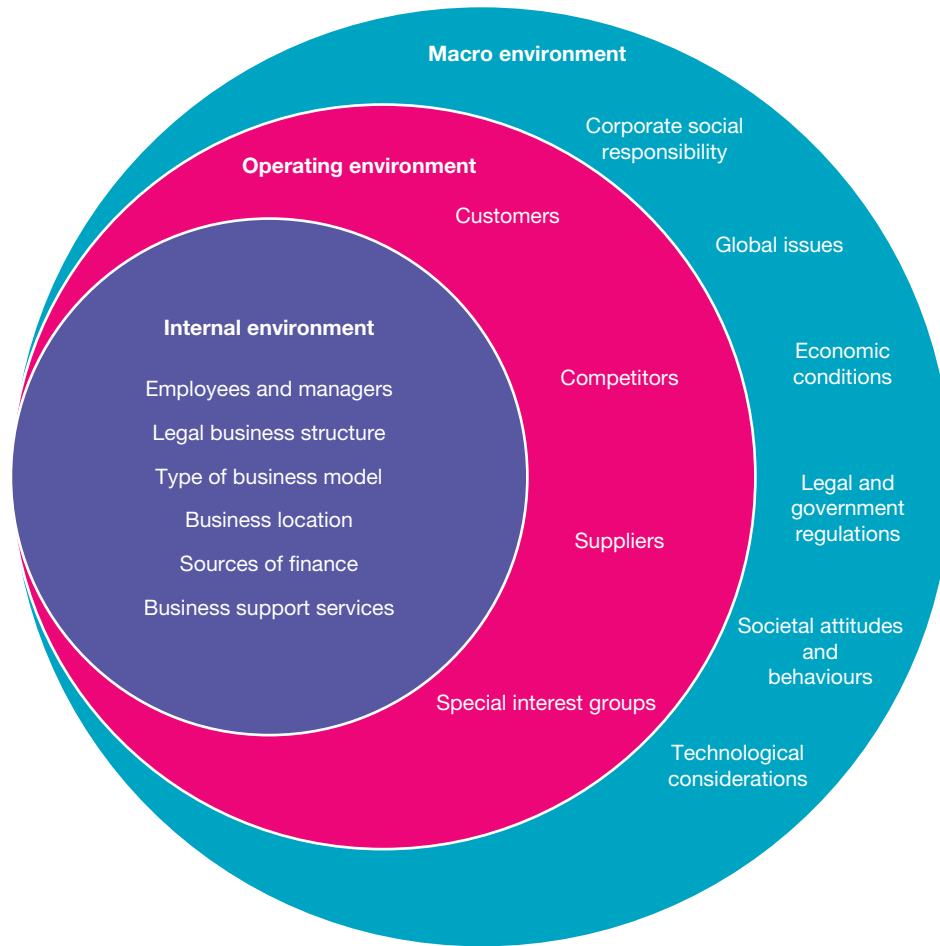 Macro environment
Corporate social
responsibility
Global issues
Economic
conditions
Legal and
government
regulations
Societal attitudes
and
behaviours
Technological
considerations
Operating environment
Customers
Competitors
Suppliers
Special interest groups
Internal environment
Employees and managers
Legal business structure
Type of business model
Business location
Sources of finance
Business support services